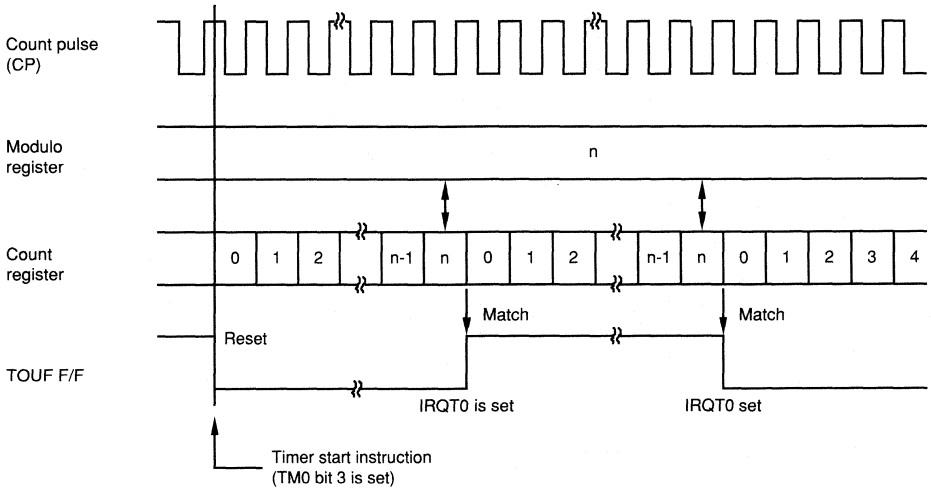 Count pulse
(CP)
Modulo
register
n
Count
register
0 1 2 n-1 n 0 1 2 n-1 n 0 1 2 3 4
Match
Match
Reset
TOUF F/F
IRQT0 is set
IRQT0 set
Timer start instruction
(TM0 bit 3 is set)